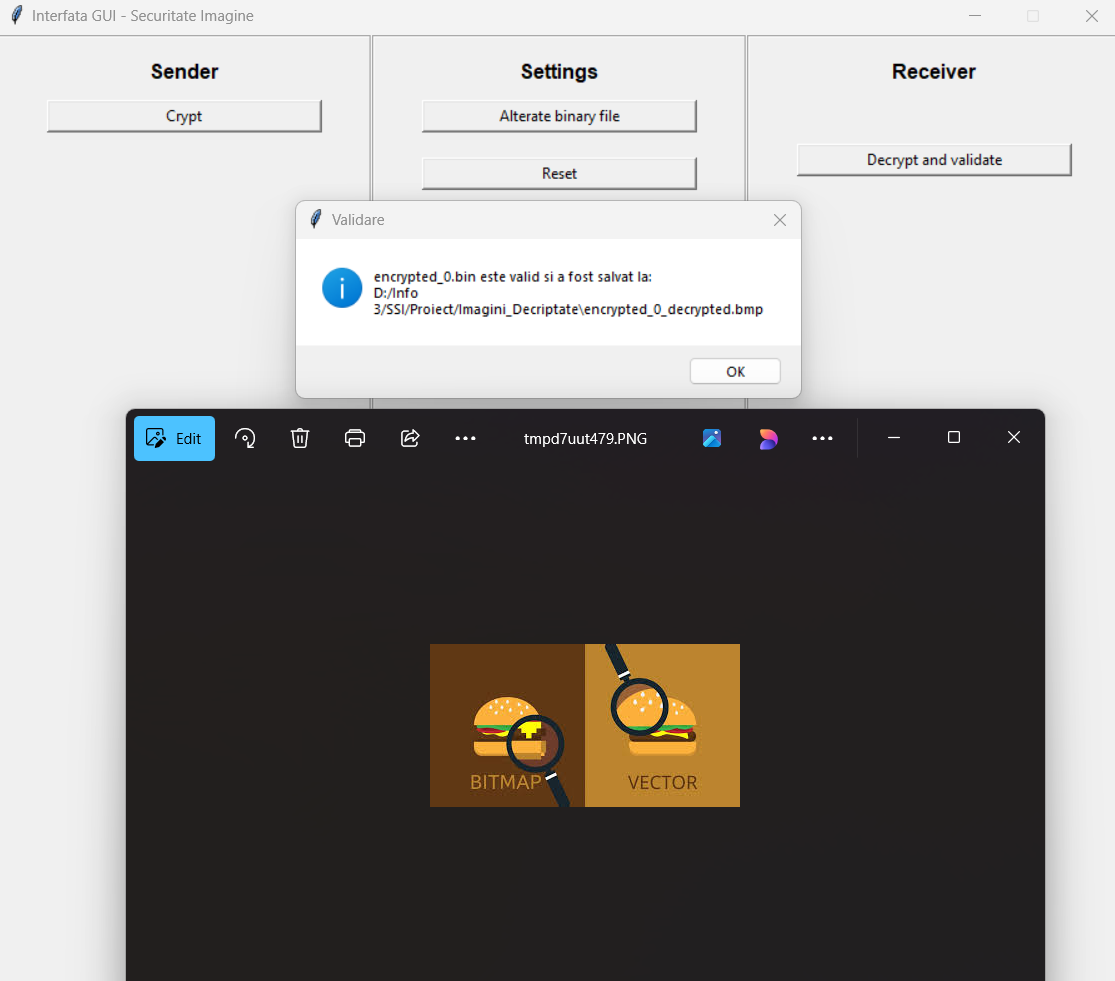 Interfata GUI - Securitate Imagine
Sender
Settings
Receiver
Crypt
Alterate binary file
Decrypt and validate
Reset
Validare
encrypted_0.bin este valid si a fost salvat la:
D:/Info
3/SSI/Proiect/Imagini_Decriptate\encrypted_0_decrypted.bmp
OK
Edit
tmpd7uut479.PNG
BITMAP
VECTOR